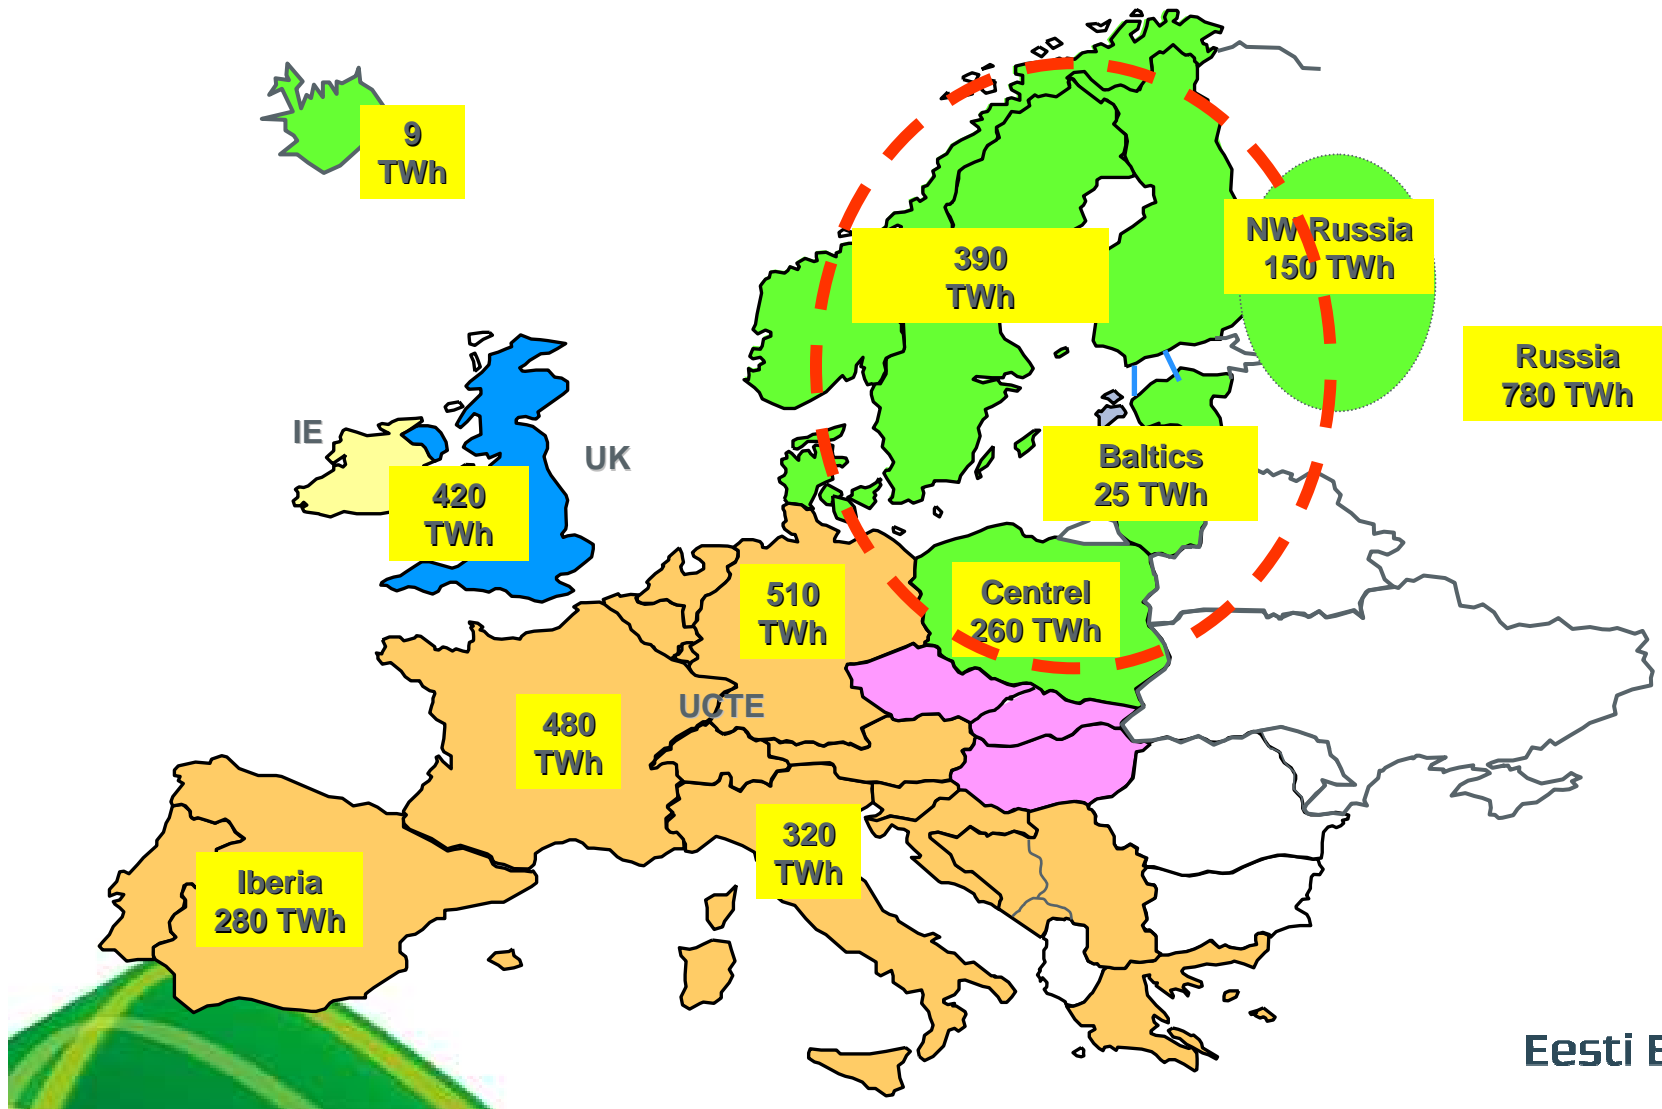 9
TWh
NW Russia
150 TWh
390
TWh
Russia
780 TWh
IE
UK
Baltics
25 TWh
420
TWh
510
TWh
Centrel
260 TWh
UCTE
480
TWh
320
TWh
Iberia
280 TWh
Eesti E